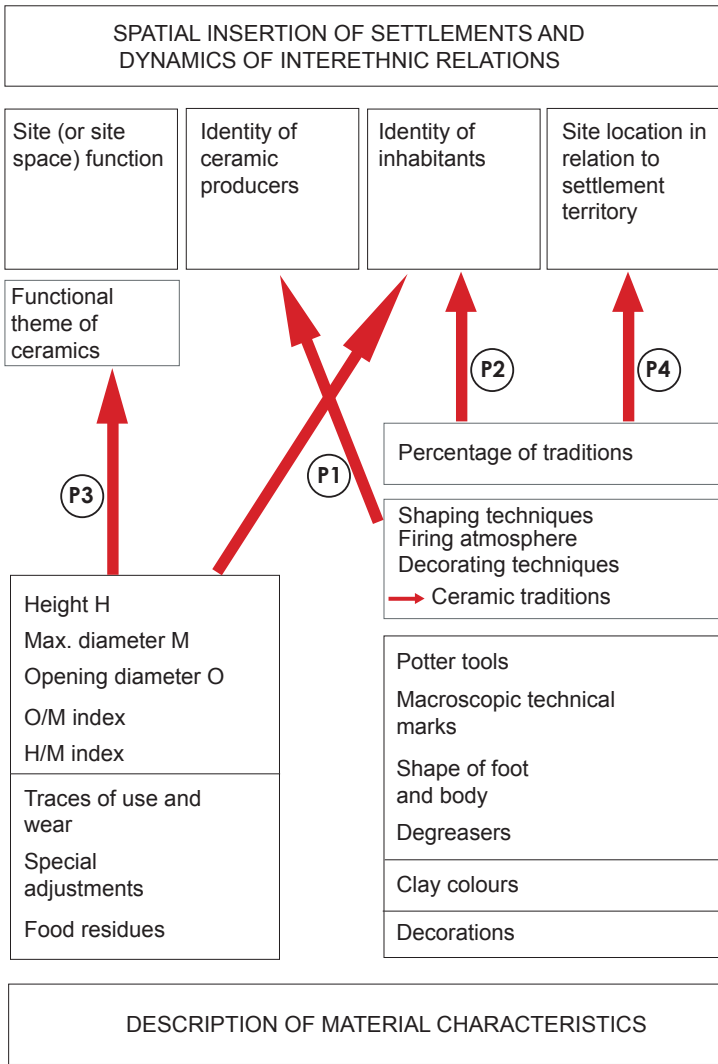 SPATIAL INSERTION OF SETTLEMENTS AND
DYNAMICS OF INTERETHNIC RELATIONS
Site (or site
space) function
Identity of
ceramic
producers
Identity of
inhabitants
Site location in
relation to
settlement
territory
Functional
theme of
ceramics
P2
P4
P1
P3
Percentage of traditions
Shaping techniques
Firing atmosphere
Decorating techniques
Ceramic traditions
Height H
Max. diameter M
Opening diameter O
O/M index
H/M index
Traces of use and
wear
Special
adjustments
Food residues
Potter tools
Macroscopic technical
marks
Shape of foot
and body
Degreasers
Clay colours
Decorations
DESCRIPTION OF MATERIAL CHARACTERISTICS